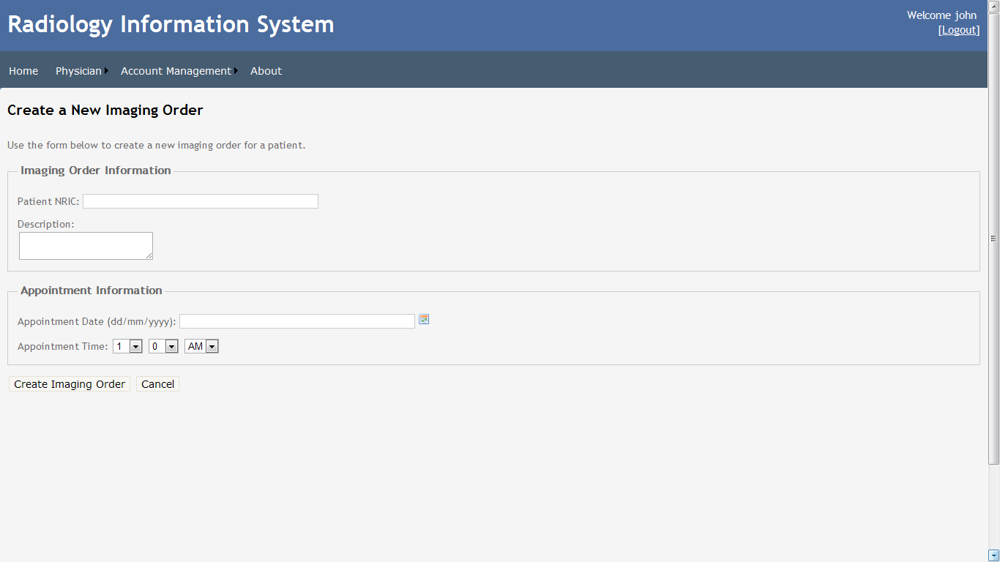 Radiology Information System
Welcome john
[Logout]
Home Physician Account Management About
Create a New Imaging Order
Use the form below to create a new imaging order for a patient.
Imaging Order Information
Patient NRIC:
Description:
Appointment Information
Appointment Date (dd/mm/yyyy):
Appointment Time: 1 0 AM
Create Imaging Order Cancel